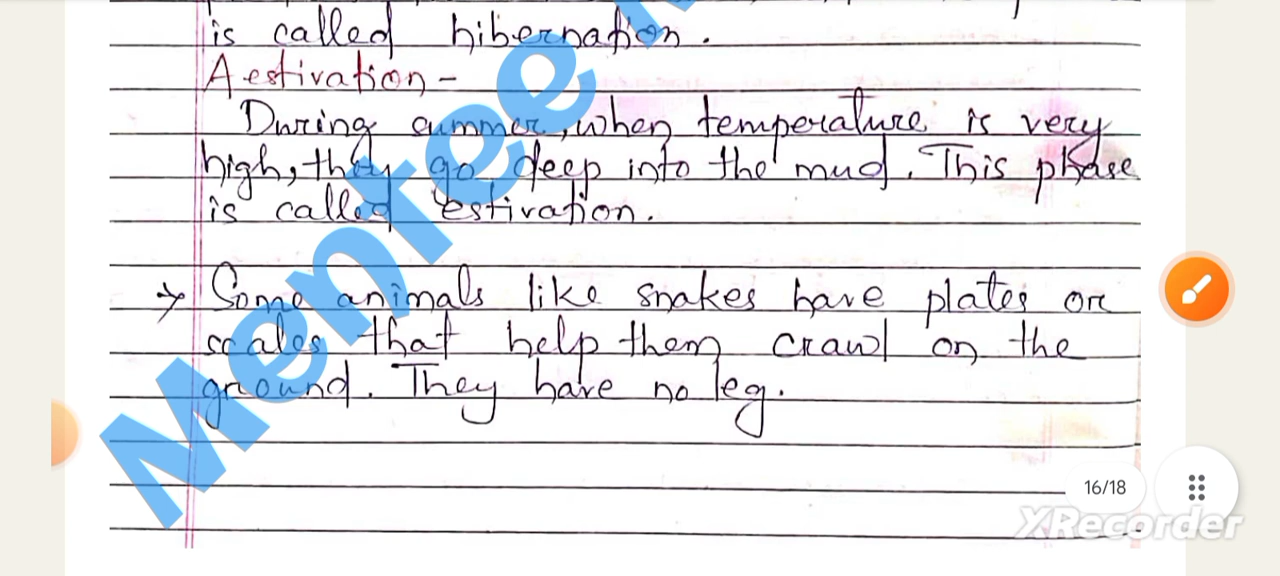 is called hibernation.
Aestivation-
During summer, when temperature is very
high, they go deep into the mud. This phase
is called estivation.
→ Some animals like snakes have plates or
scales that help them crawl on the
ground. They have no leg.
Mentee
16/18
XRecorder